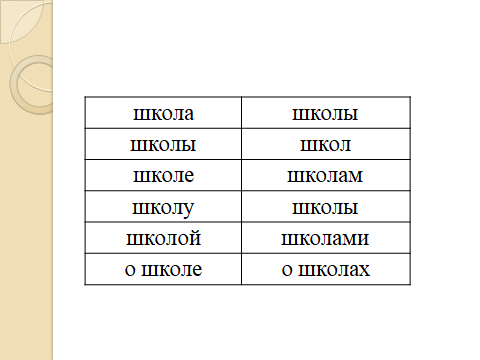 школа школы
школы школ
школе школам
школу школы
школой школами
о школе о школах